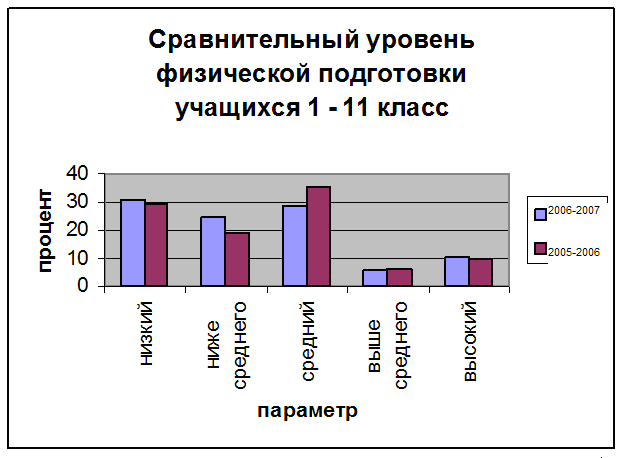 Сравнительный уровень
физической подготовки
учащихся 1 - 11 класс
процент
40
30
20
10
0
низкий
ниже
среднего
средний
выше
среднего
высокий
параметр
2006-2007
2005-2006